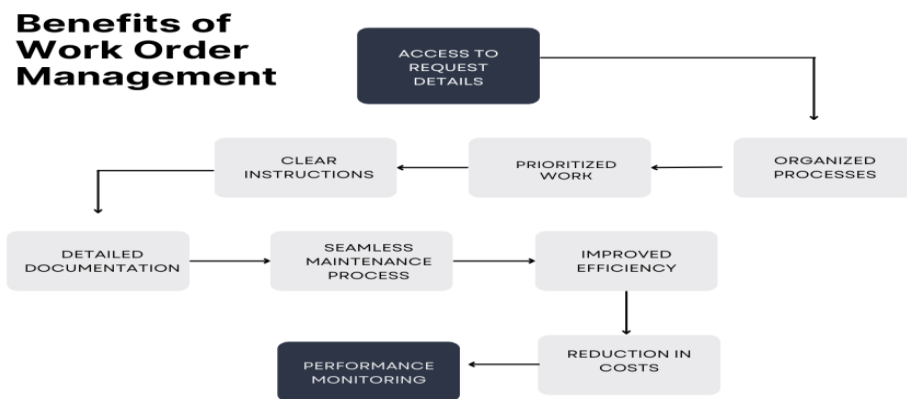 Benefits of
Work Order
Management
ACCESS TO
REQUEST
DETAILS
ORGANIZED
PROCESSES
PRIORITIZED
WORK
CLEAR
INSTRUCTIONS
DETAILED
DOCUMENTATION
SEAMLESS
MAINTENANCE
PROCESS
IMPROVED
EFFICIENCY
REDUCTION IN
COSTS
PERFORMANCE
MONITORING